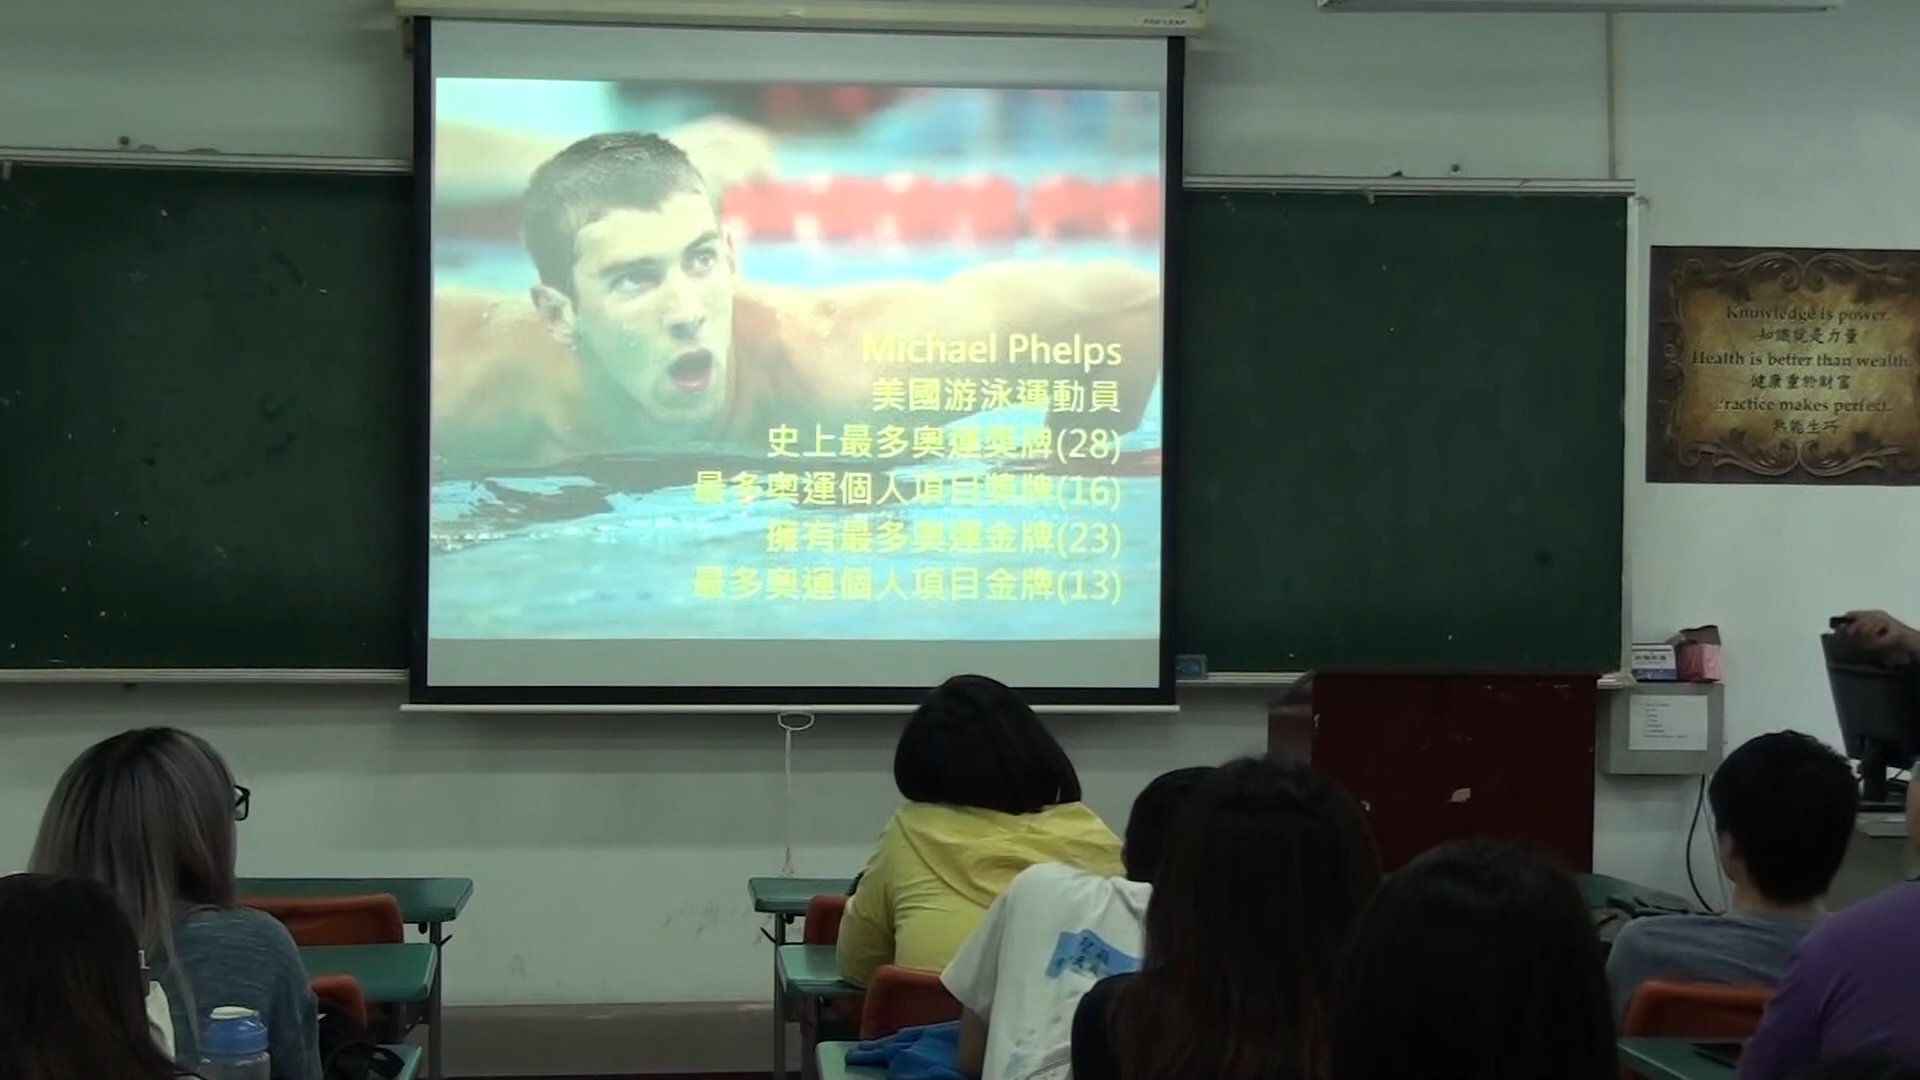 Michael Phelps
美國游泳運動員
史上最多奧運獎牌(28)
最多奧運個人項目獎牌(16)
擁有最多奧運金牌(23)
最多奧運個人項目金牌(13)
Knowledge is power.
知識就是力量
Health is better than wealth.
健康重於財富
Practice makes perfect.
熟能生巧